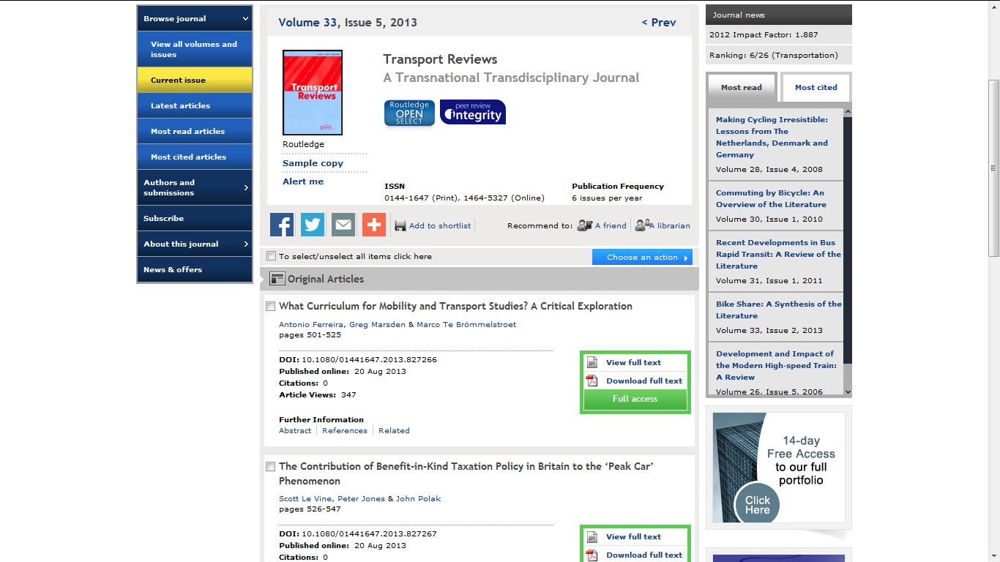 Browse journal
View all volumes and
issues
Current issue
Latest articles
Most read articles
Most cited articles
Authors and
submissions
Subscribe
About this journal
News & offers
Volume 33, Issue 5, 2013
< Prev
Transport
Reviews
Routledge
Sample copy
Alert me
Transport Reviews
A Transnational Transdisciplinary Journal
Routledge
OPEN
SELECT
peer review
integrity
ISSN
0144-1647 (Print), 1464-5327 (Online)
Publication Frequency
6 issues per year
Add to shortlist
Recommend to:
A friend
A librarian
To select/unselect all items click here
Choose an action
Original Articles
What Curriculum for Mobility and Transport Studies? A Critical Exploration
Antonio Ferreira, Greg Marsden & Marco Te Brömmelstroet
pages 501-525
DOI: 10.1080/01441647.2013.827266
Published online: 20 Aug 2013
Citations: 0
Article Views: 347
View full text
Download full text
Full access
Further Information
Abstract
References
Related
The Contribution of Benefit-in-Kind Taxation Policy in Britain to the ‘Peak Car’
Phenomenon
Scott Le Vine, Peter Jones & John Polak
pages 526-547
DOI: 10.1080/01441647.2013.827267
Published online: 20 Aug 2013
Citations: 0
View full text
Download full text
Journal news
2012 Impact Factor: 1.887
Ranking: 6/26 (Transportation)
Most read
Most cited
Making Cycling Irresistible:
Lessons from The
Netherlands, Denmark and
Germany
Volume 28, Issue 4, 2008
Commuting by Bicycle: An
Overview of the Literature
Volume 30, Issue 1, 2010
Recent Developments in Bus
Rapid Transit: A Review of the
Literature
Volume 31, Issue 1, 2011
Bike Share: A Synthesis of the
Literature
Volume 33, Issue 2, 2013
Development and Impact of
the Modern High-speed Train:
A Review
Volume 26, Issue 5, 2006
14-day
Free Access
to our full
portfolio
Click
Here